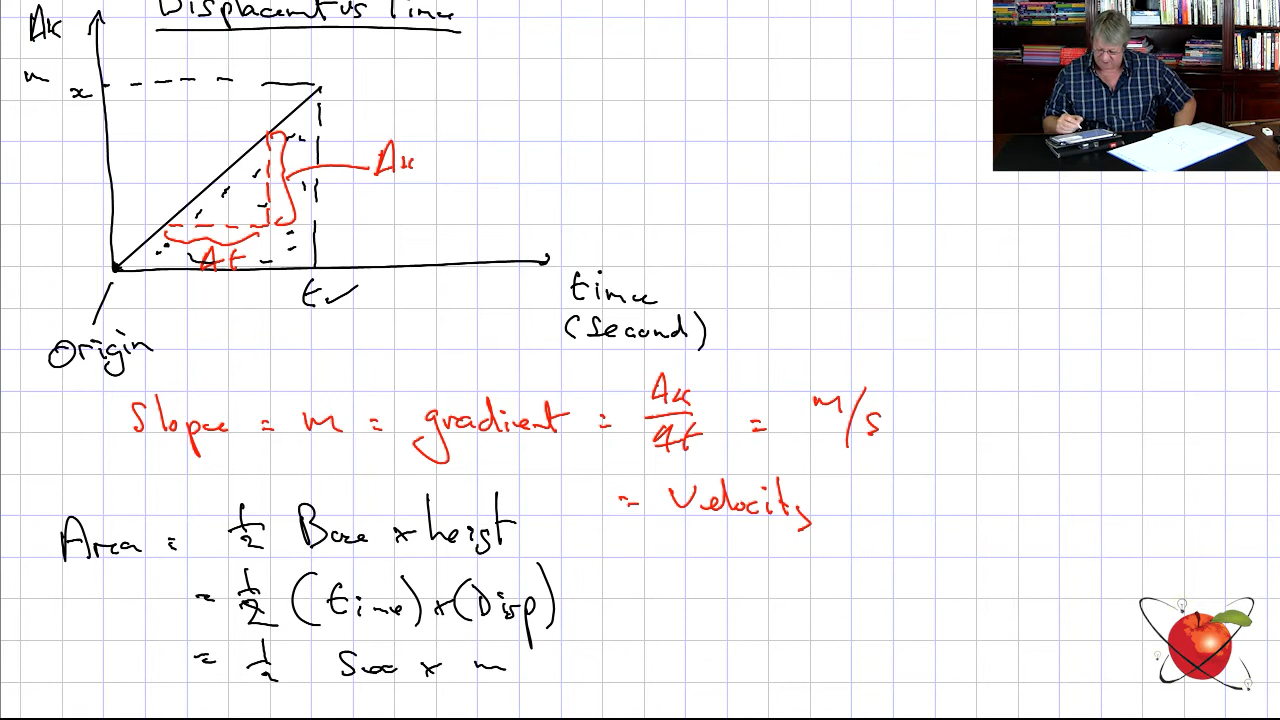 Displacement vs Time
Δx
m
x
Δx
Δt
t✓
time
(Second)
Origin
Slope = m = gradient = Δx/Δt = m/s
= Velocity
Area = 1/2 Base × height
= 1/2 (time) × (Disp)
= 1/2 Sec × m